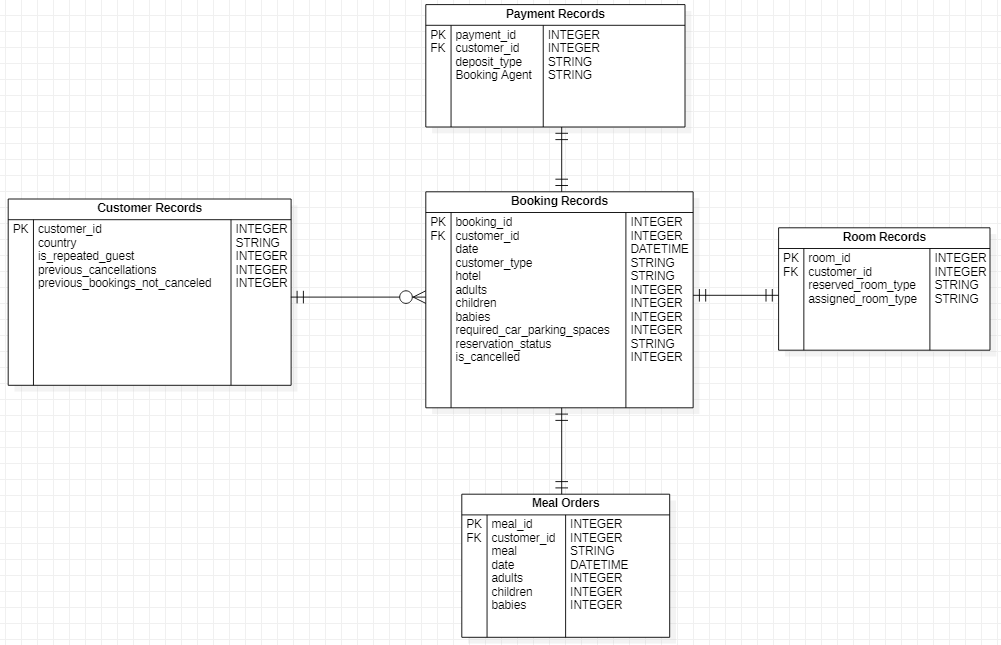 Payment Records
PK payment_id INTEGER
FK customer_id INTEGER
deposit_type STRING
Booking Agent STRING
Customer Records
PK customer_id INTEGER
country STRING
is_repeated_guest INTEGER
previous_cancellations INTEGER
previous_bookings_not_canceled INTEGER
Booking Records
PK booking_id INTEGER
FK customer_id INTEGER
date DATETIME
customer_type STRING
hotel STRING
adults INTEGER
children INTEGER
babies INTEGER
required_car_parking_spaces INTEGER
reservation_status STRING
is_cancelled INTEGER
Room Records
PK room_id INTEGER
FK customer_id INTEGER
reserved_room_type STRING
assigned_room_type STRING
Meal Orders
PK meal_id INTEGER
FK customer_id INTEGER
meal STRING
date DATETIME
adults INTEGER
children INTEGER
babies INTEGER